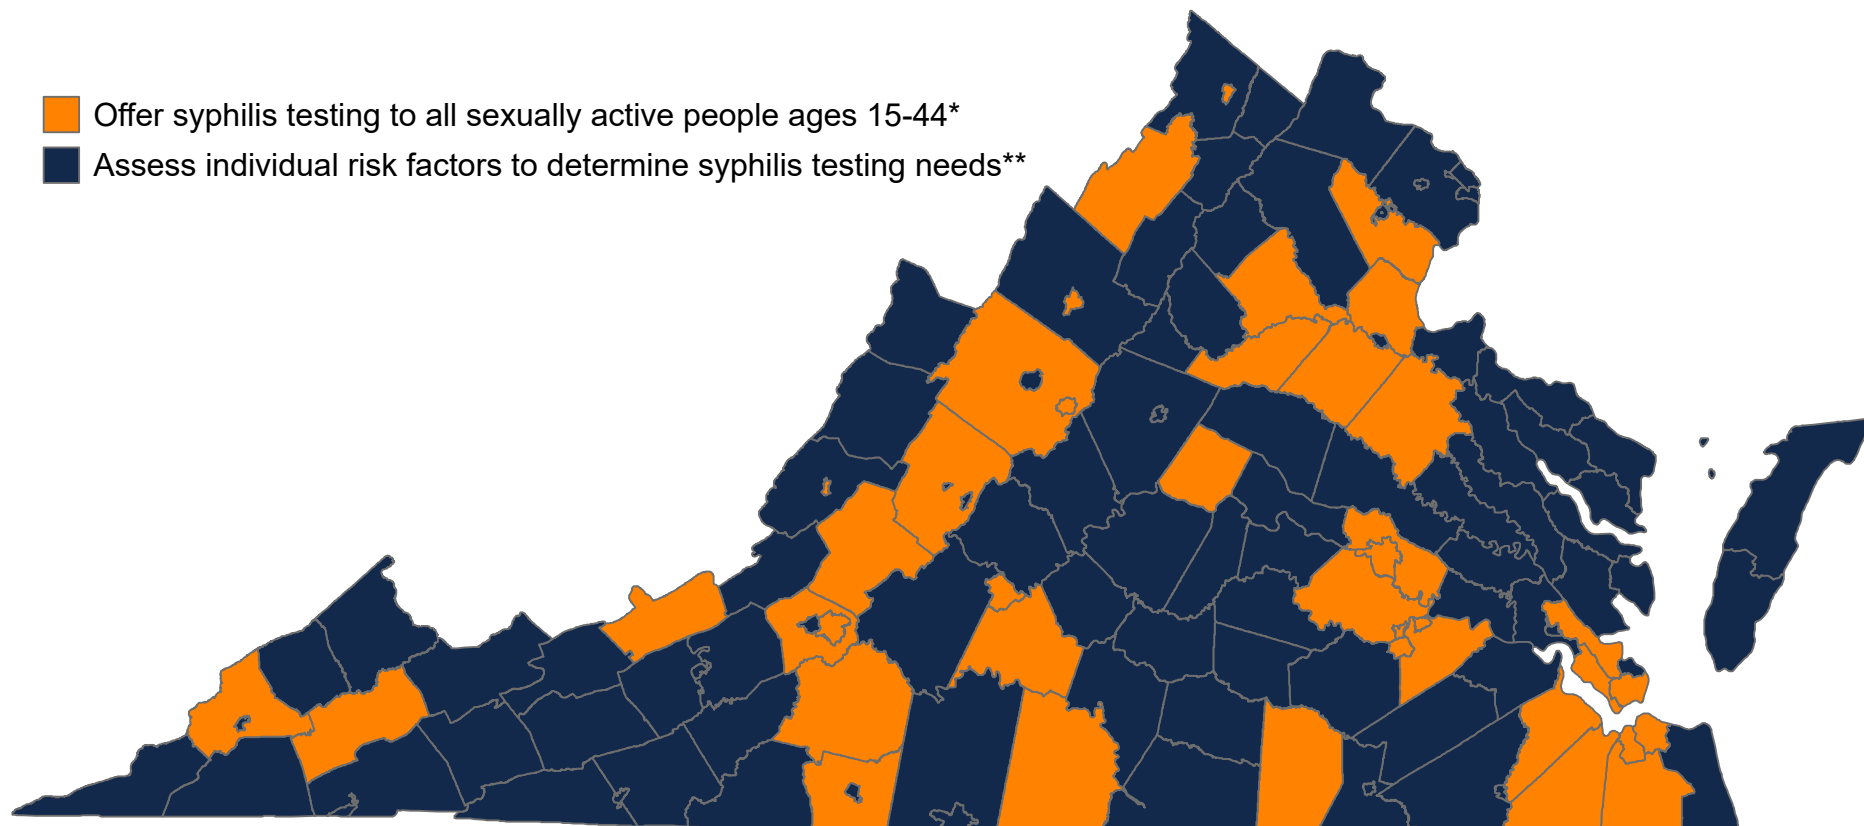 Offer syphilis testing to all sexually active people ages 15-44*
Assess individual risk factors to determine syphilis testing needs**